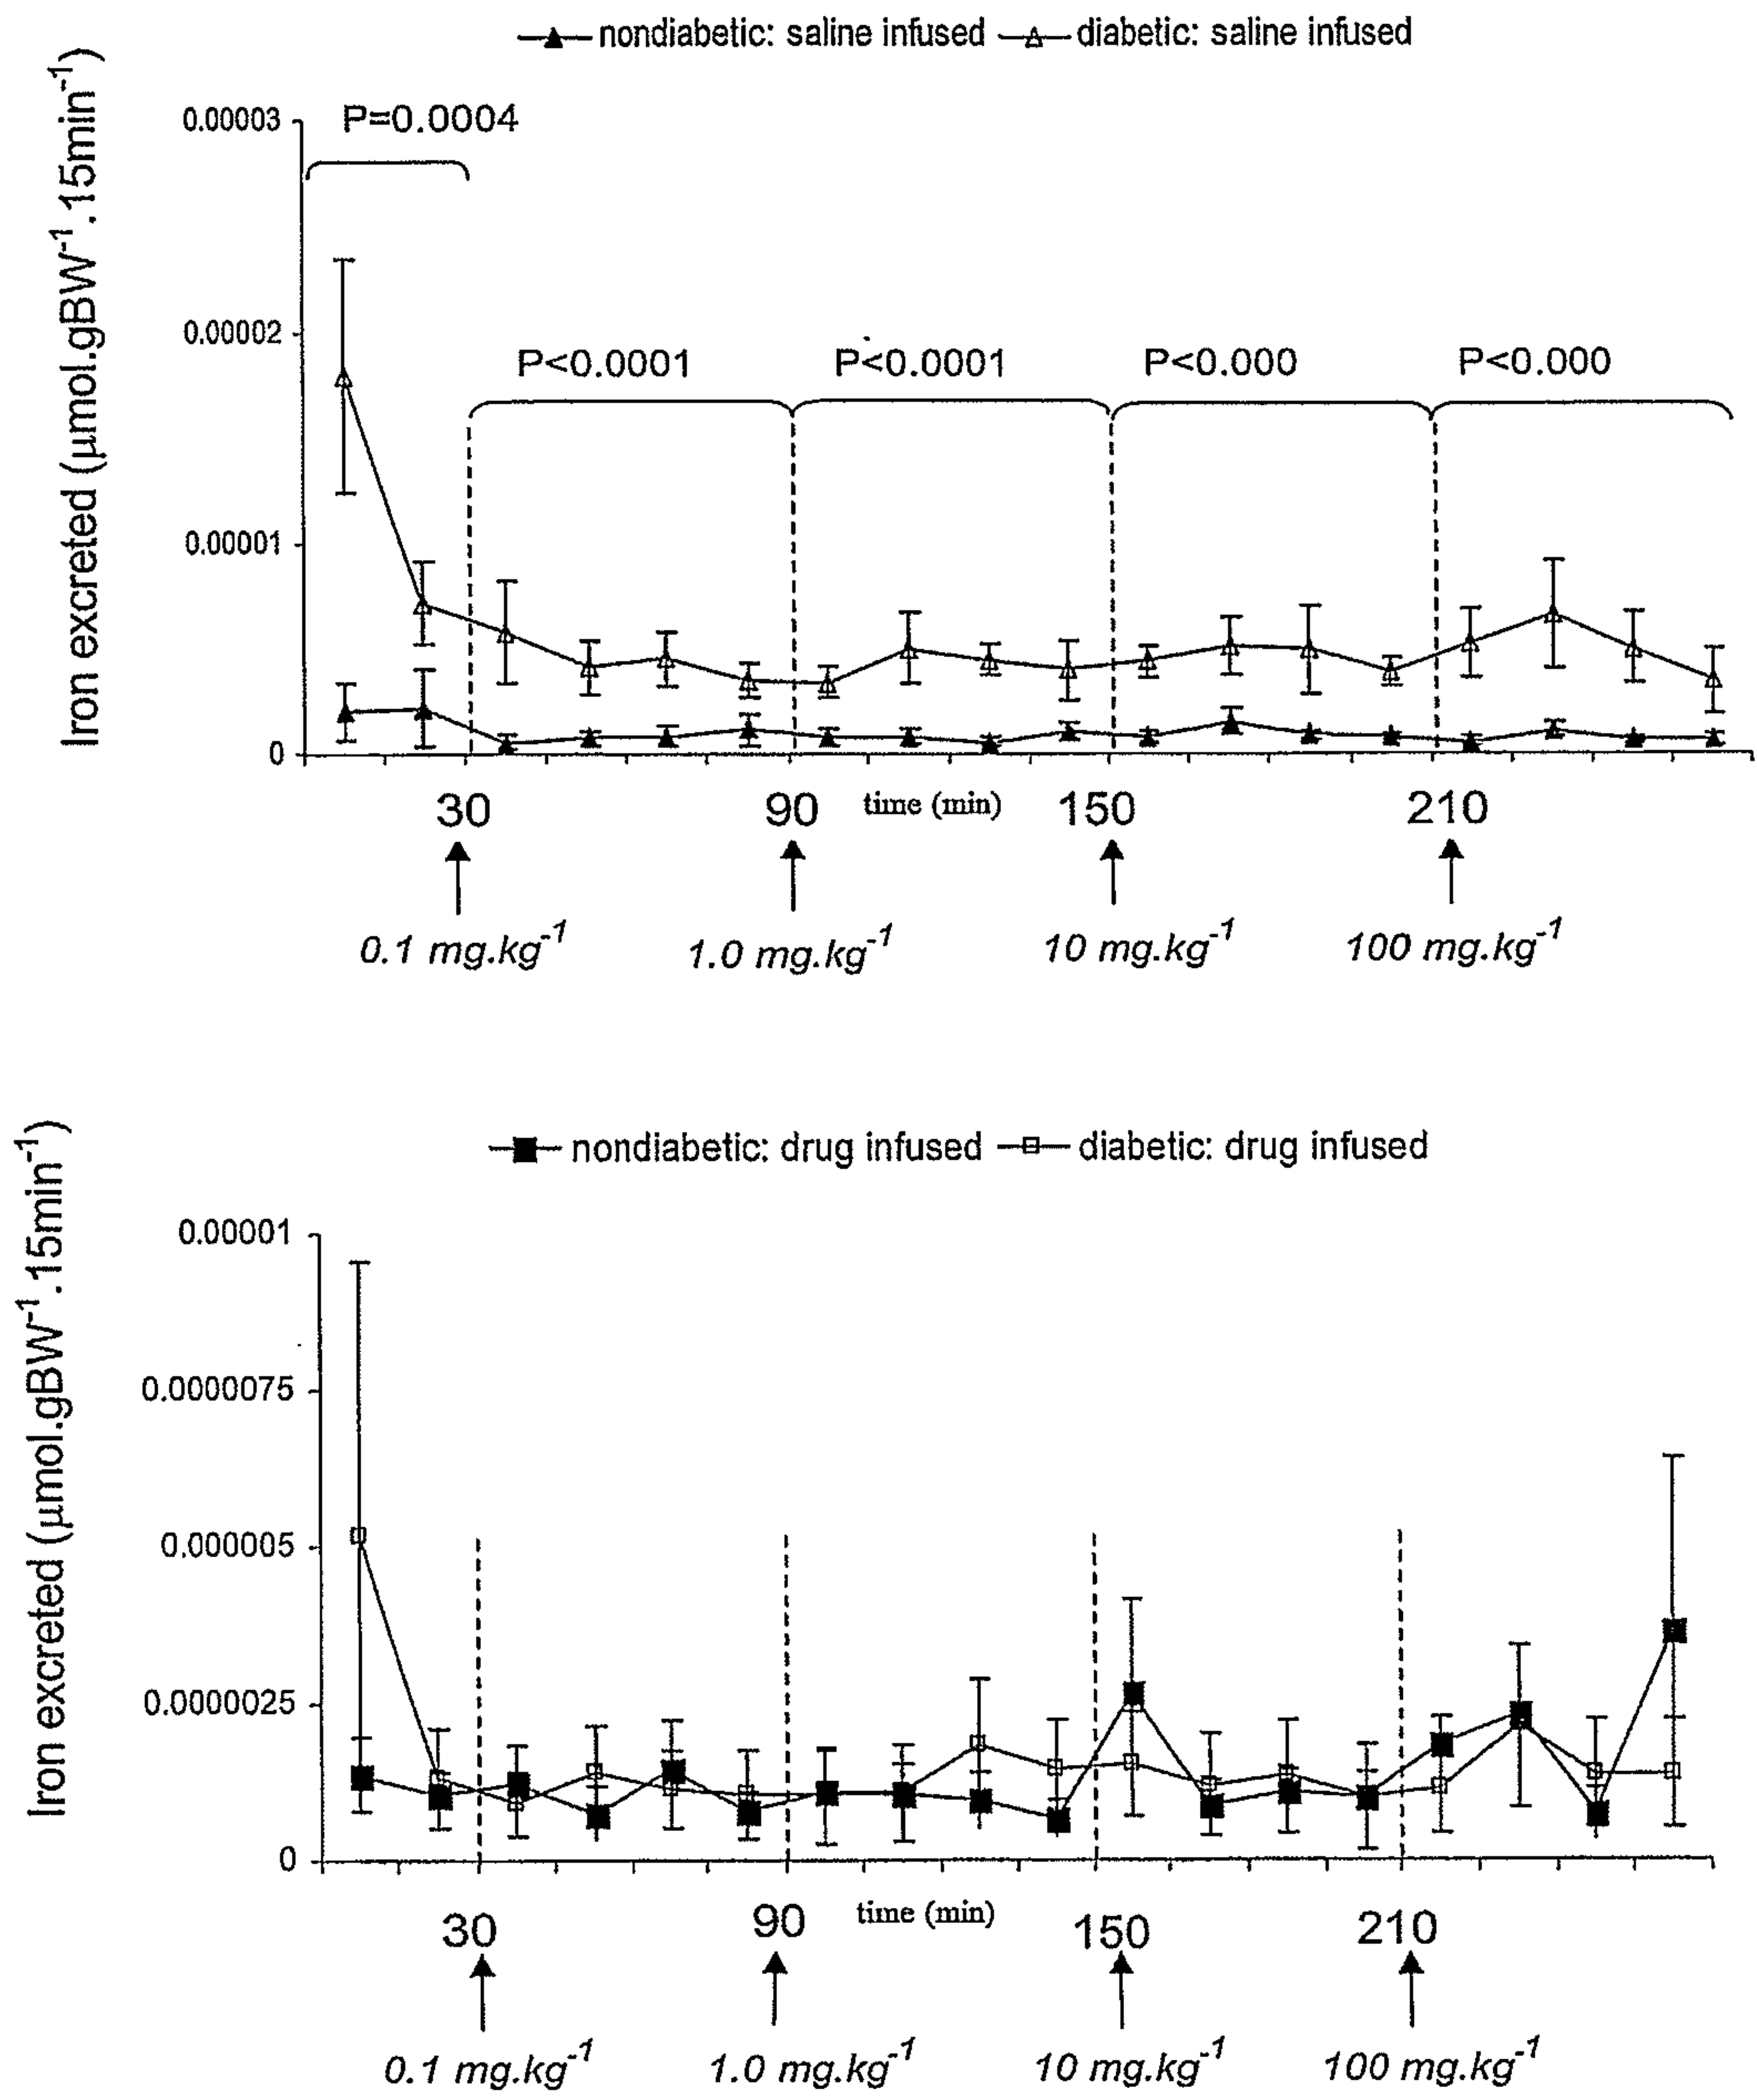 nondiabetic: saline infused diabetic: saline infused
Iron excreted (µmol.gBW⁻¹.15min⁻¹)
0.00003
P=0.0004
0.00002
P<0.0001 P<0.0001 P<0.000 P<0.000
0.00001
0
30 90 time (min) 150 210
0.1 mg.kg⁻¹ 1.0 mg.kg⁻¹ 10 mg.kg⁻¹ 100 mg.kg⁻¹
nondiabetic: drug infused diabetic: drug infused
Iron excreted (µmol.gBW⁻¹.15min⁻¹)
0.00001
0.0000075
0.000005
0.0000025
0
30 90 time (min) 150 210
0.1 mg.kg⁻¹ 1.0 mg.kg⁻¹ 10 mg.kg⁻¹ 100 mg.kg⁻¹